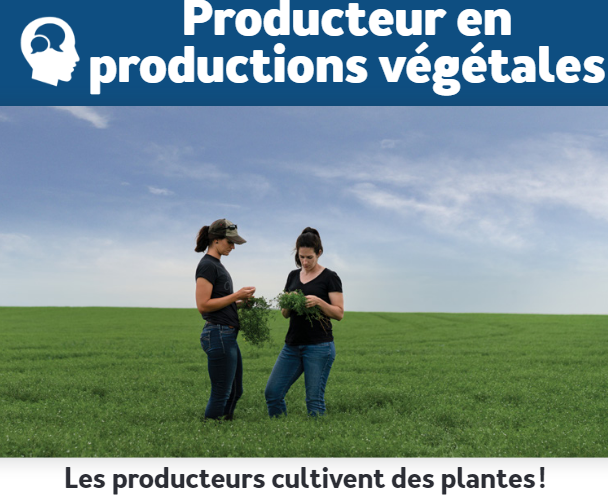 Producteur en
productions végétales
Les producteurs cultivent des plantes!